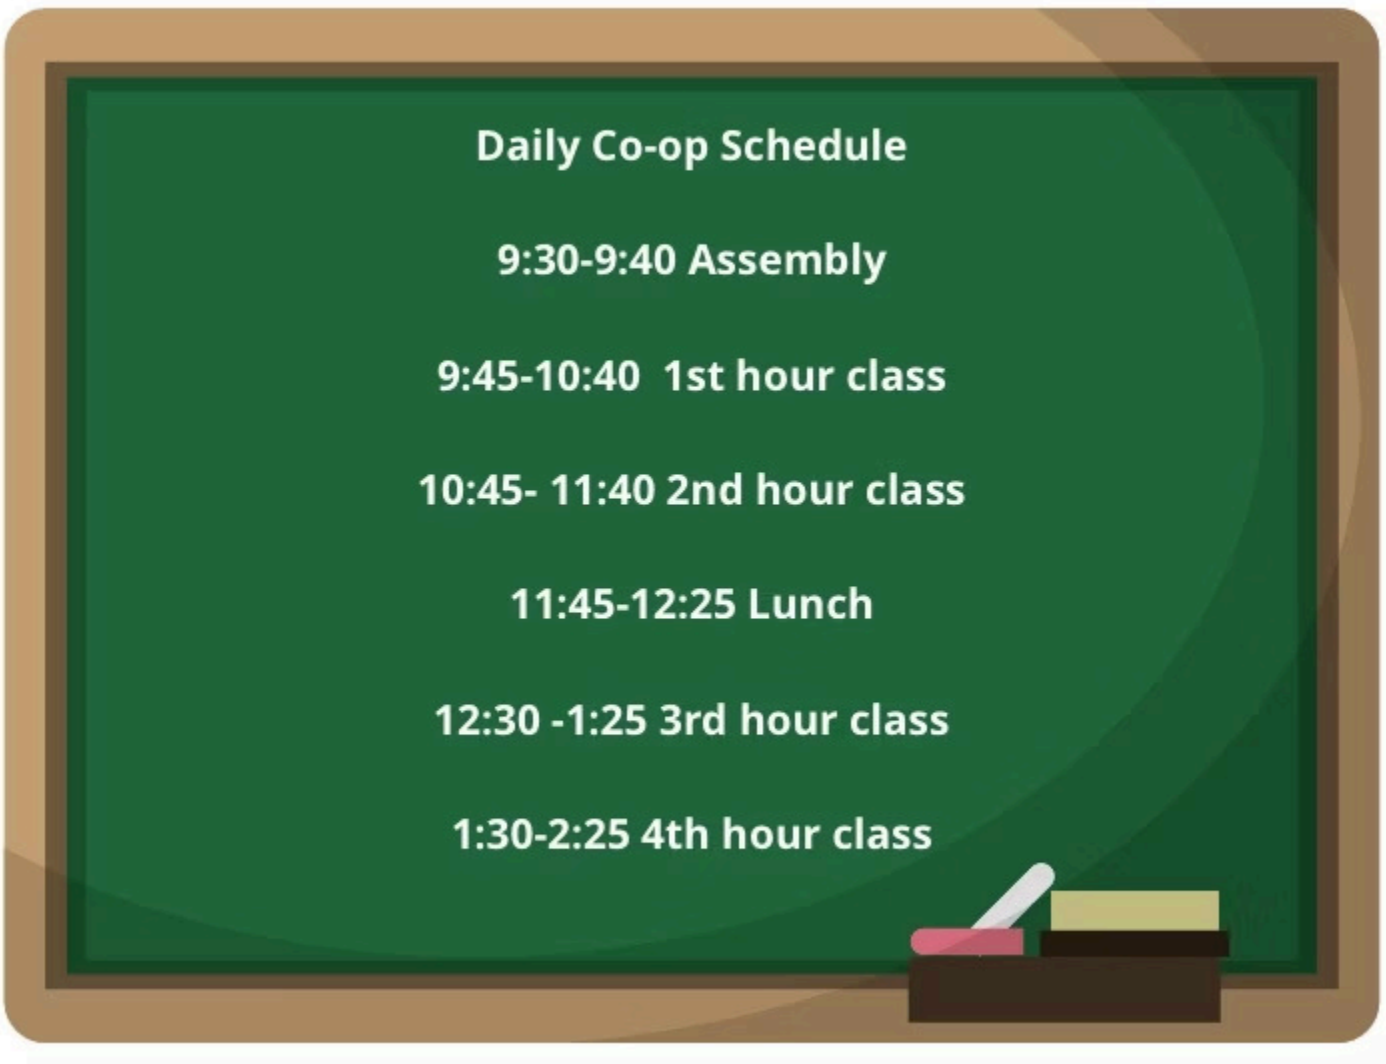 Daily Co-op Schedule
9:30-9:40 Assembly
9:45-10:40  1st hour class
10:45- 11:40 2nd hour class
11:45-12:25 Lunch
12:30 -1:25 3rd hour class
1:30-2:25 4th hour class